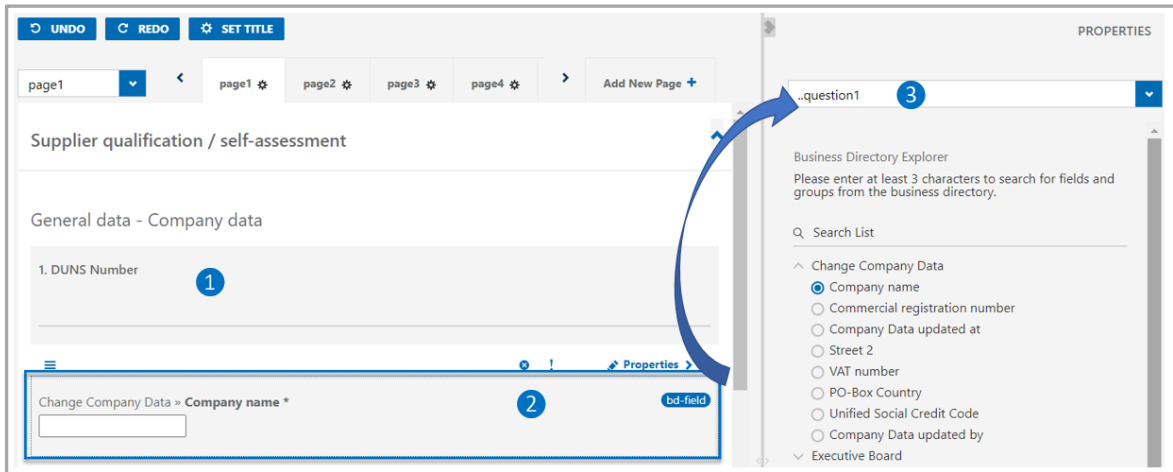 UNDO
REDO
SET TITLE
page1
page1
page2
page3
page4
Add New Page +
Supplier qualification / self-assessment
General data - Company data
1. DUNS Number
1
Properties
Change Company Data » Company name *
2
bd-field
PROPERTIES
..question1
3
Business Directory Explorer
Please enter at least 3 characters to search for fields and
groups from the business directory.
Search List
Change Company Data
Company name
Commercial registration number
Company Data updated at
Street 2
VAT number
PO-Box Country
Unified Social Credit Code
Company Data updated by
Executive Board